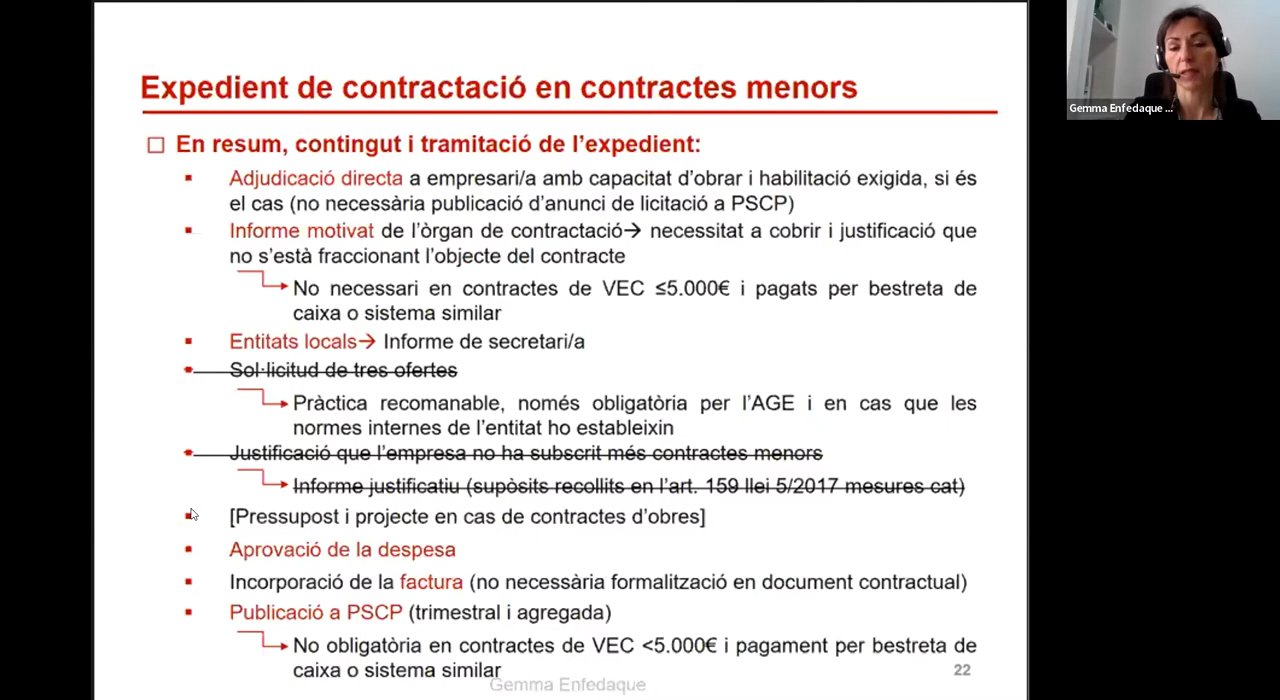 Expedient de contractació en contractes menors
En resum, contingut i tramitació de l'expedient:
Adjudicació directa a empresari/a amb capacitat d'obrar i habilitació exigida, si és
el cas (no necessària publicació d'anunci de licitació a PSCP)
Informe motivat de l'òrgan de contractació→ necessitat a cobrir i justificació que
no s'està fraccionant l'objecte del contracte
No necessari en contractes de VEC ≤5.000€ i pagats per bestreta de
caixa o sistema similar
Entitats locals→ Informe de secretari/a
Sol·licitud de tres ofertes
Pràctica recomanable, només obligatòria per l'AGE i en cas que les
normes internes de l'entitat ho estableixin
Justificació que l'empresa no ha subscrit més contractes menors
Informe justificatiu (supòsits recollits en l'art. 159 llei 5/2017 mesures cat)
[Pressupost i projecte en cas de contractes d'obres]
Aprovació de la despesa
Incorporació de la factura (no necessària formalització en document contractual)
Publicació a PSCP (trimestral i agregada)
No obligatòria en contractes de VEC <5.000€ i pagament per bestreta de
caixa o sistema similar
22
Gemma Enfedaque
Gemma Enfedaque ...